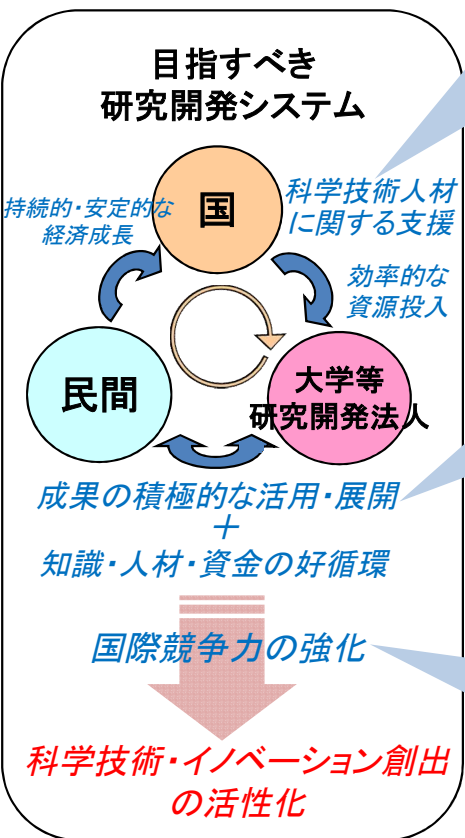 目指すべき
研究開発システム
持続的・安定的な
経済成長
国
科学技術人材
に関する支援
効率的な
資源投入
民間
大学等
研究開発法人
成果の積極的な活用・展開
＋
知識・人材・資金の好循環
国際競争力の強化
科学技術・イノベーション創出
の活性化